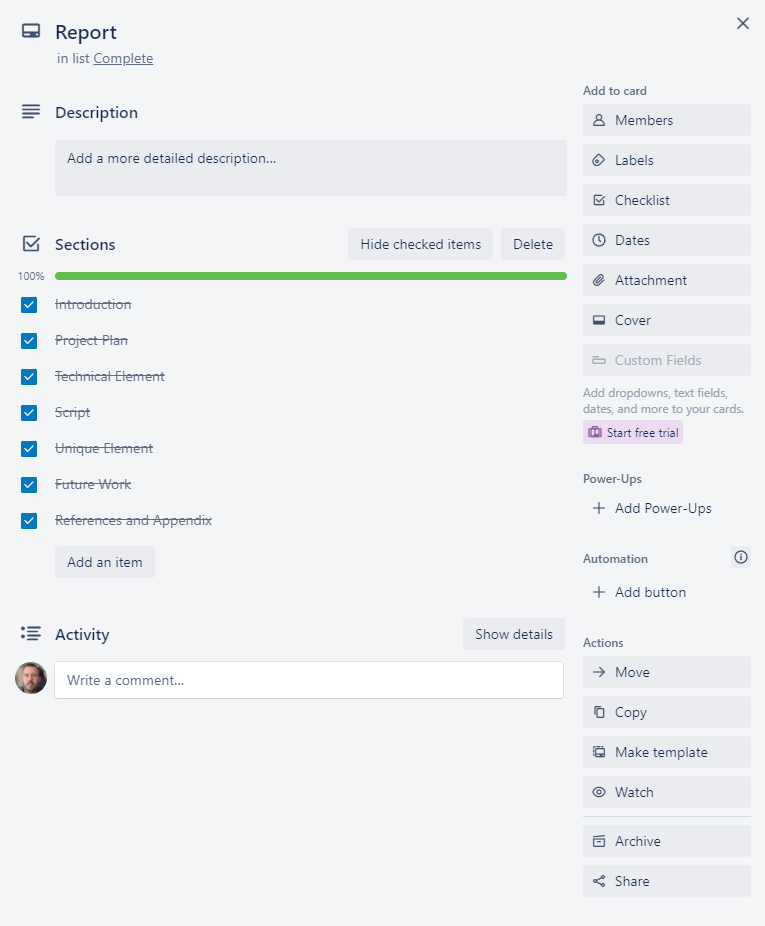 Report
in list Complete
Description
Add a more detailed description…
Sections
Hide checked items
Delete
100%
Introduction
Project Plan
Technical Element
Script
Unique Element
Future Work
References and Appendix
Add an item
Activity
Show details
Write a comment…
Add to card
Members
Labels
Checklist
Dates
Attachment
Cover
Custom Fields
Add dropdowns, text fields,
dates, and more to your cards.
Start free trial
Power-Ups
Add Power-Ups
Automation
Add button
Actions
Move
Copy
Make template
Watch
Archive
Share